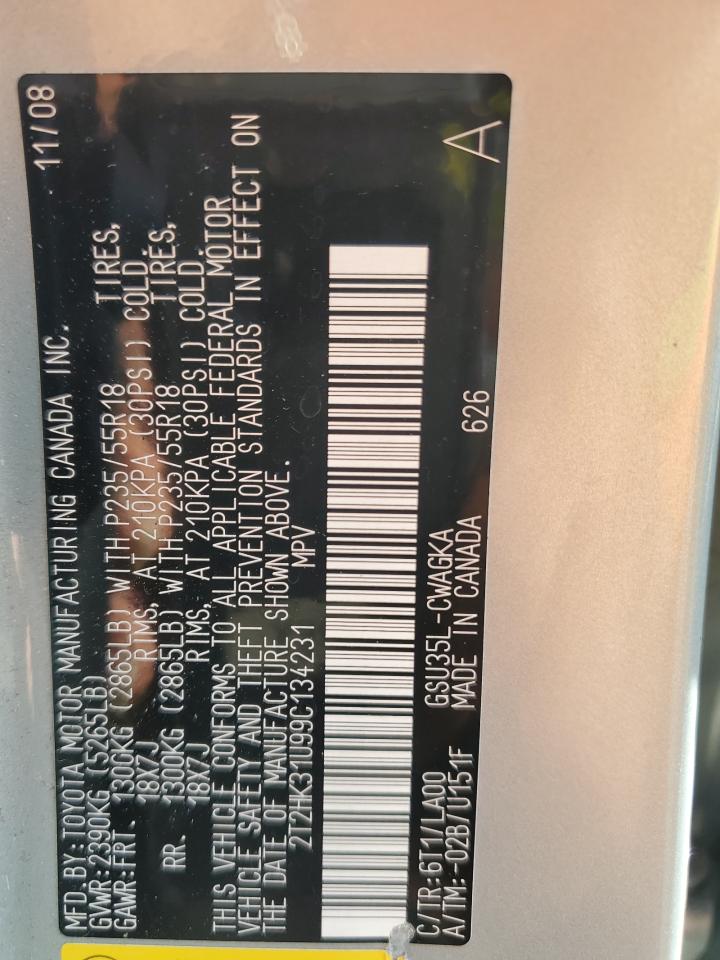 MFD.BY:TOYOTA MOTOR MANUFACTURING CANADA INC. 11/08
GVWR:2390KG (5265LB)
GAWR:FRT. 1300KG (2865LB) WITH P235/55R18 TIRES,
18X7J RIMS, AT 210KPA (30PSI) COLD.
RR. 1300KG (2865LB) WITH P235/55R18 TIRES,
18X7J RIMS, AT 210KPA (30PSI) COLD.
THIS VEHICLE CONFORMS TO ALL APPLICABLE FEDERAL MOTOR
VEHICLE SAFETY AND THEFT PREVENTION STANDARDS IN EFFECT ON
THE DATE OF MANUFACTURE SHOWN ABOVE.
2T2HK31U99C134231 MPV
C/TR:6T1/LA00 GSU35L-CWAGKA
A/TM:-02B/U151F MADE IN CANADA 626 A